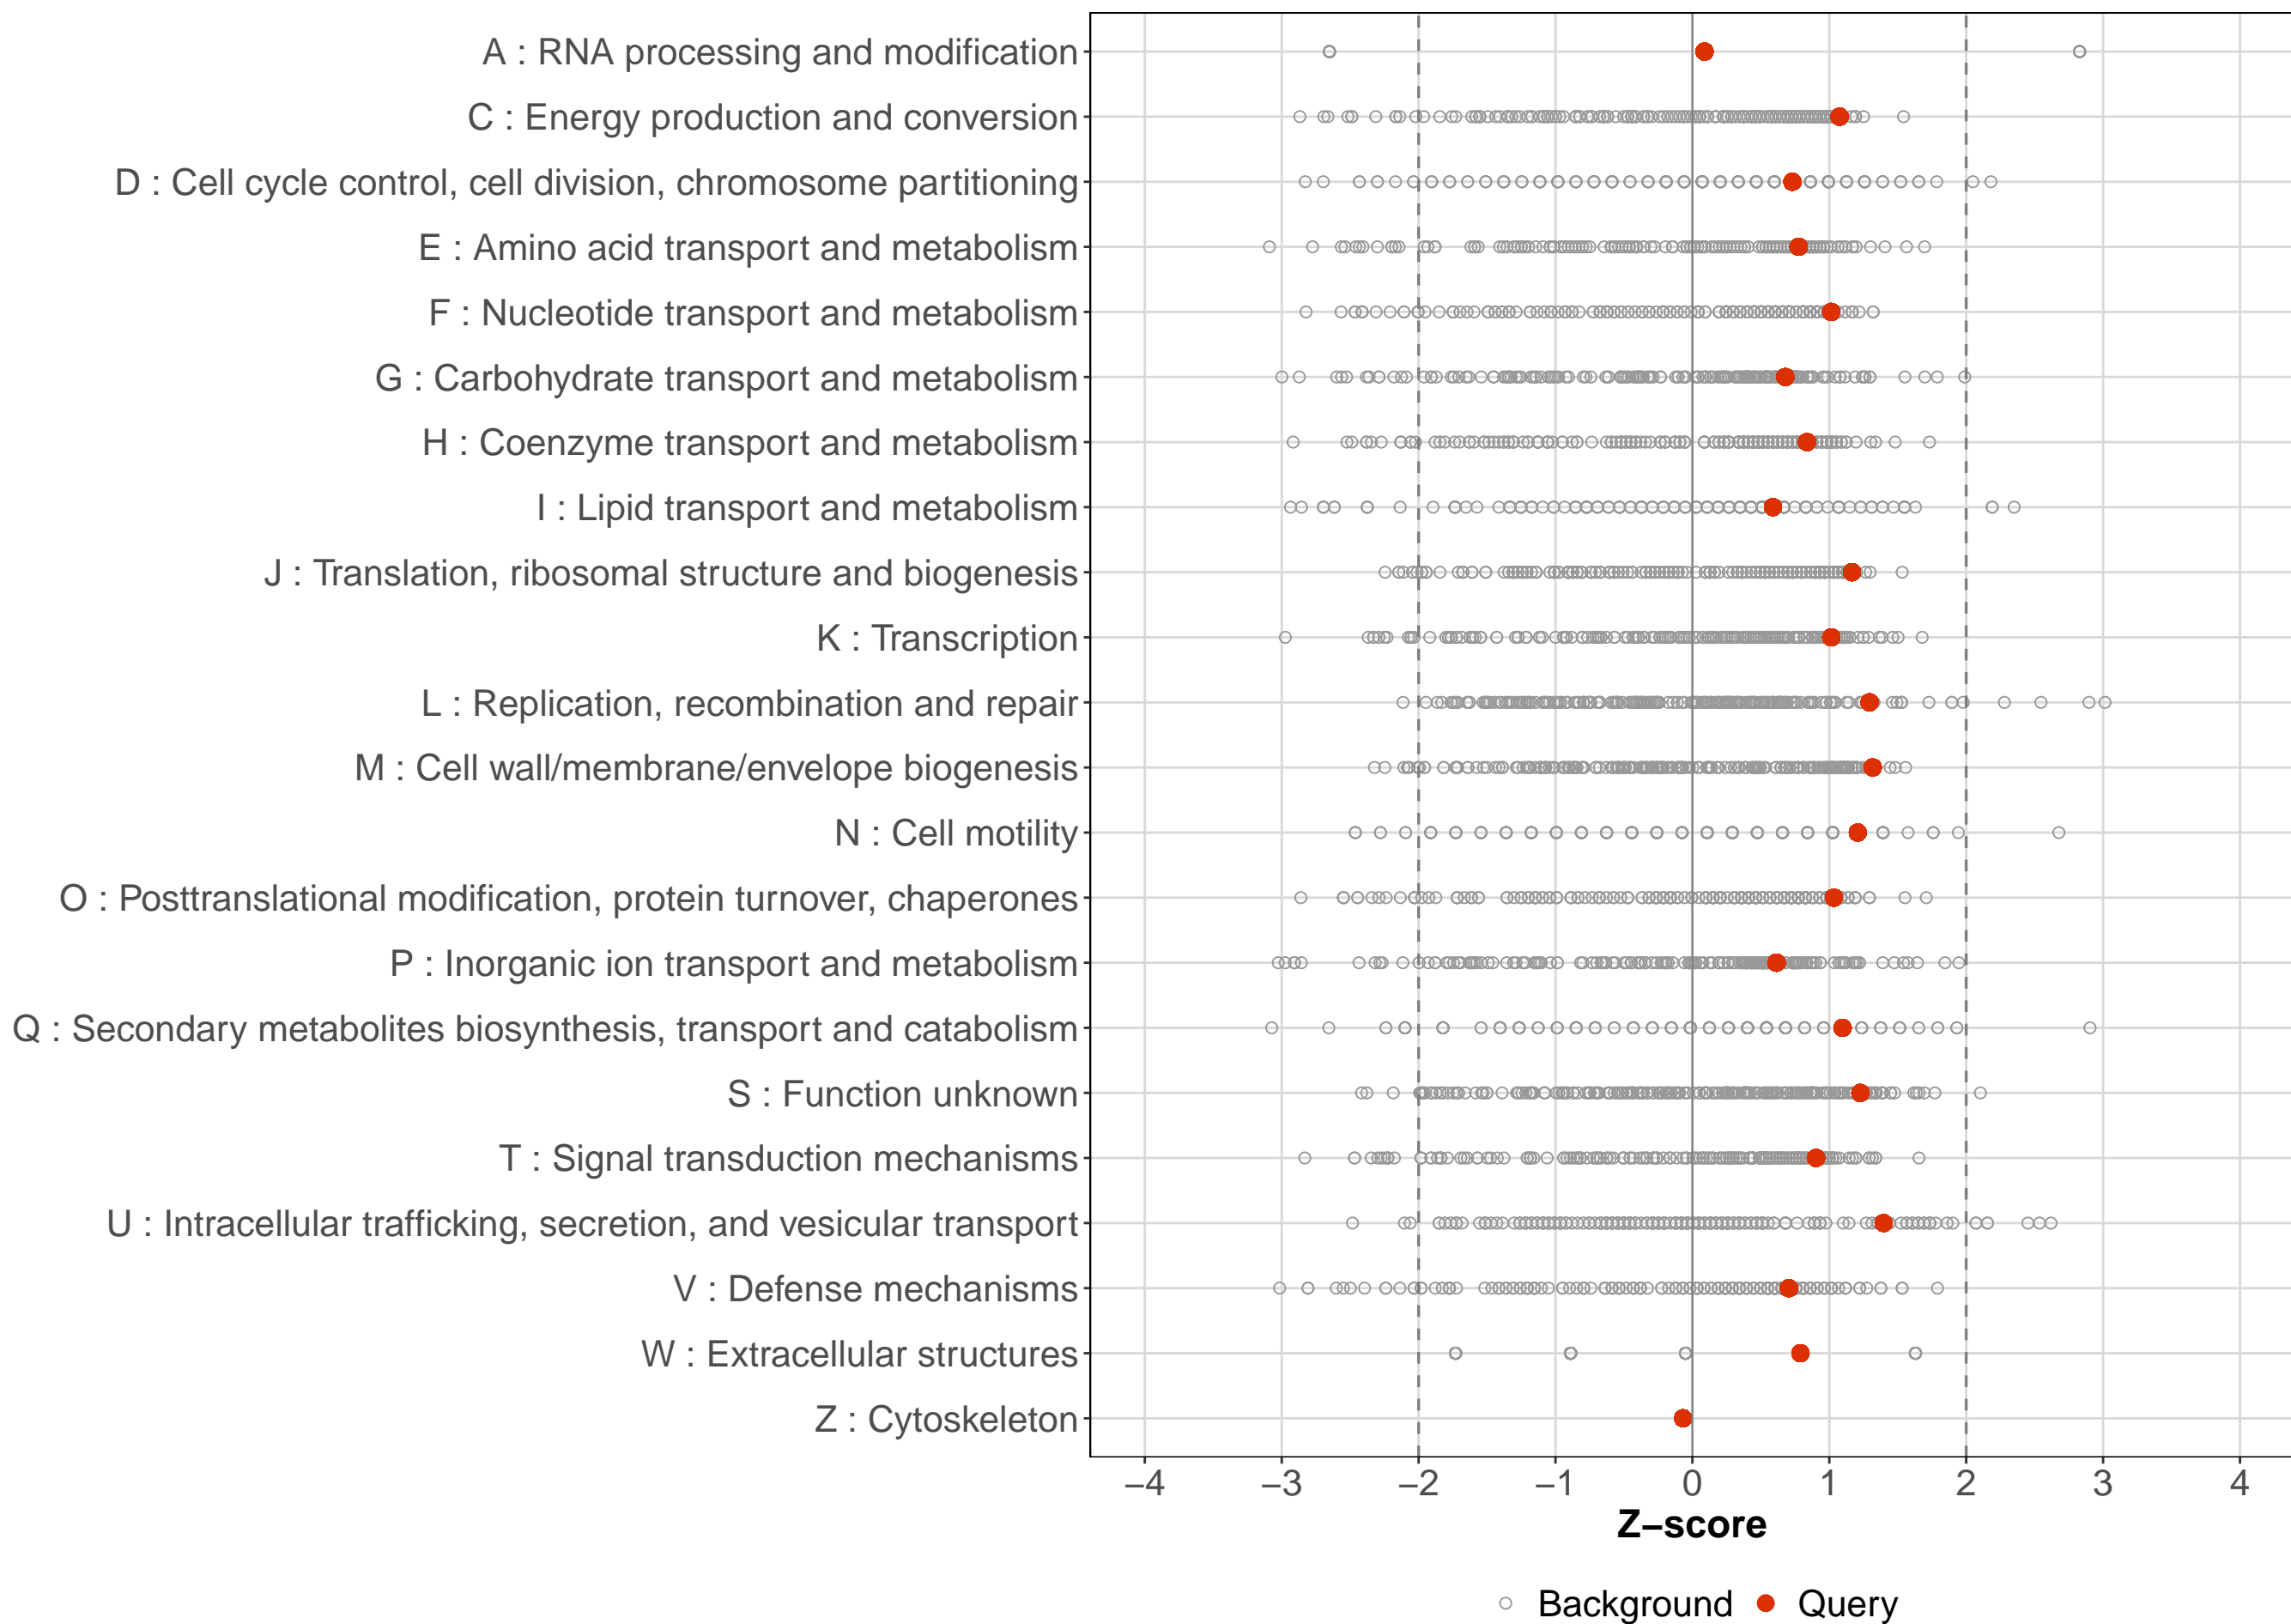 A : RNA processing and modification
C : Energy production and conversion
D : Cell cycle control, cell division, chromosome partitioning
E : Amino acid transport and metabolism
F : Nucleotide transport and metabolism
G : Carbohydrate transport and metabolism
H : Coenzyme transport and metabolism
I : Lipid transport and metabolism
J : Translation, ribosomal structure and biogenesis
K : Transcription
L : Replication, recombination and repair
M : Cell wall/membrane/envelope biogenesis
N : Cell motility
O : Posttranslational modification, protein turnover, chaperones
P : Inorganic ion transport and metabolism
Q : Secondary metabolites biosynthesis, transport and catabolism
S : Function unknown
T : Signal transduction mechanisms
U : Intracellular trafficking, secretion, and vesicular transport
V : Defense mechanisms
W : Extracellular structures
Z : Cytoskeleton
−4 −3 −2 −1 0 1 2 3 4
Z−score
Background Query